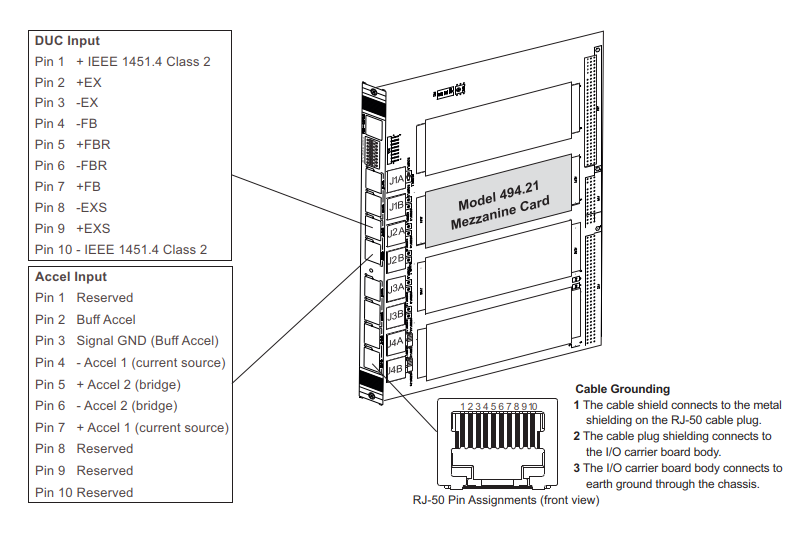 DUC Input
Pin 1 + IEEE 1451.4 Class 2
Pin 2 +EX
Pin 3 -EX
Pin 4 -FB
Pin 5 +FBR
Pin 6 -FBR
Pin 7 +FB
Pin 8 -EXS
Pin 9 +EXS
Pin 10 - IEEE 1451.4 Class 2
Accel Input
Pin 1 Reserved
Pin 2 Buff Accel
Pin 3 Signal GND (Buff Accel)
Pin 4 - Accel 1 (current source)
Pin 5 + Accel 2 (bridge)
Pin 6 - Accel 2 (bridge)
Pin 7 + Accel 1 (current source)
Pin 8 Reserved
Pin 9 Reserved
Pin 10 Reserved
J1A
J1B
J2A
J2B
J3A
J3B
J4A
J4B
Model 494.21
Mezzanine Card
1 2 3 4 5 6 7 8 9 10
RJ-50 Pin Assignments (front view)
Cable Grounding
1 The cable shield connects to the metal
shielding on the RJ-50 cable plug.
2 The cable plug shielding connects to
the I/O carrier board body.
3 The I/O carrier board body connects to
earth ground through the chassis.